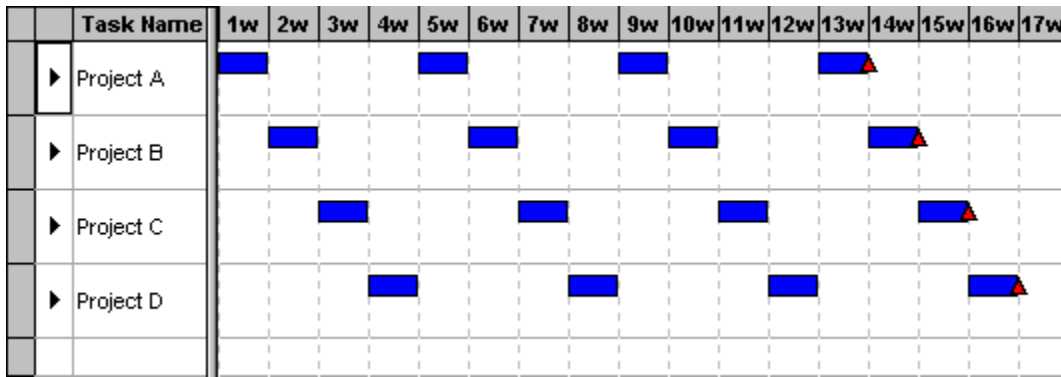 Task Name 1w 2w 3w 4w 5w 6w 7w 8w 9w 10w 11w 12w 13w 14w 15w 16w 17w
Project A
Project B
Project C
Project D